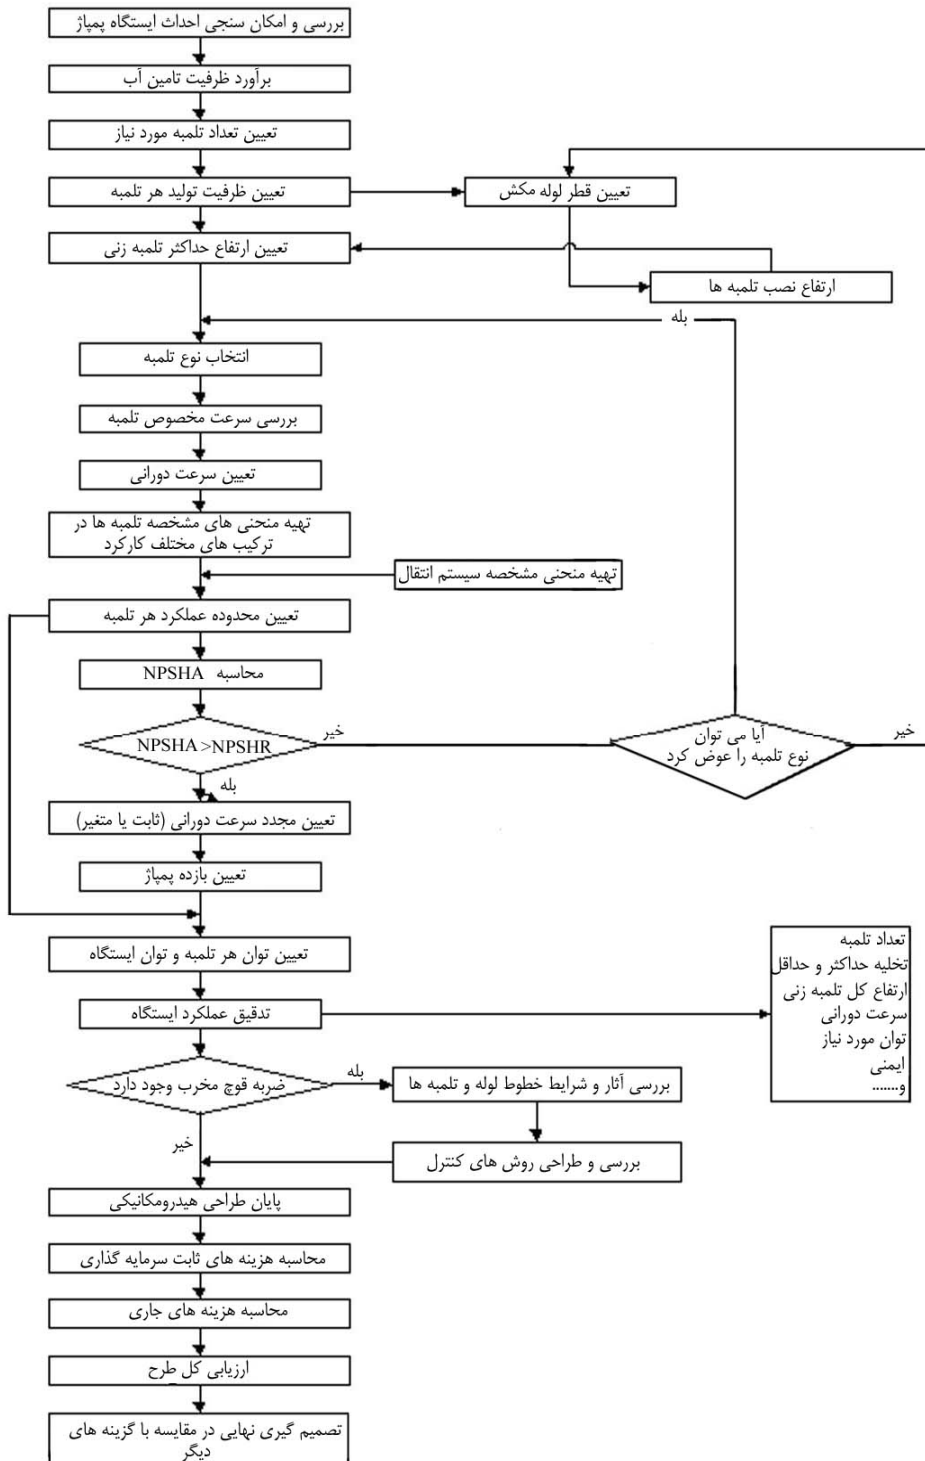 بررسی و امکان سنجی احداث ایستگاه پمپاژ
برآورد ظرفیت تامین آب
تعیین تعداد تلمبه مورد نیاز
تعیین ظرفیت تولید هر تلمبه
تعیین قطر لوله مکش
تعیین ارتفاع حداکثر تلمبه زنی
ارتفاع نصب تلمبه ها
بله
انتخاب نوع تلمبه
بررسی سرعت مخصوص تلمبه
تعیین سرعت دورانی
تهیه منحنی های مشخصه تلمبه ها در
ترکیب های مختلف کارکرد
تهیه منحنی مشخصه سیستم انتقال
تعیین محدوده عملکرد هر تلمبه
محاسبه NPSHA
NPSHA>NPSHR
خیر
آیا می توان
نوع تلمبه را عوض کرد
خیر
بله
تعیین مجدد سرعت دورانی (ثابت یا متغیر)
تعیین بازده پمپاژ
تعیین توان هر تلمبه و توان ایستگاه
تدقیق عملکرد ایستگاه
تعداد تلمبه
تخلیه حداکثر و حداقل
ارتفاع کل تلمبه زنی
سرعت دورانی
توان مورد نیاز
ایمنی
و.......
ضربه قوچ مخرب وجود دارد
بله
بررسی آثار و شرایط خطوط لوله و تلمبه ها
خیر
بررسی و طراحی روش های کنترل
پایان طراحی هیدرومکانیکی
محاسبه هزینه های ثابت سرمایه گذاری
محاسبه هزینه های جاری
ارزیابی کل طرح
تصمیم گیری نهایی در مقایسه با گزینه های
دیگر